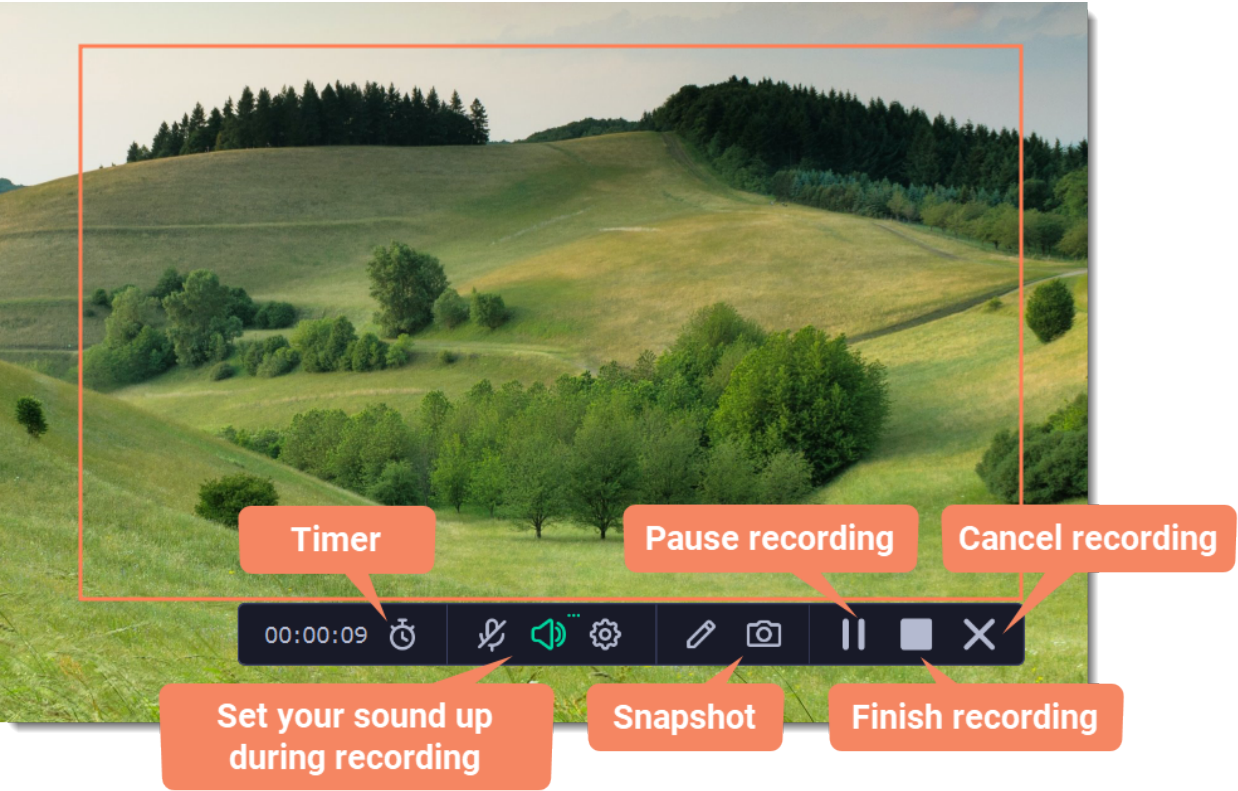 Timer
Pause recording
Cancel recording
00:00:09
Set your sound up
during recording
Snapshot
Finish recording